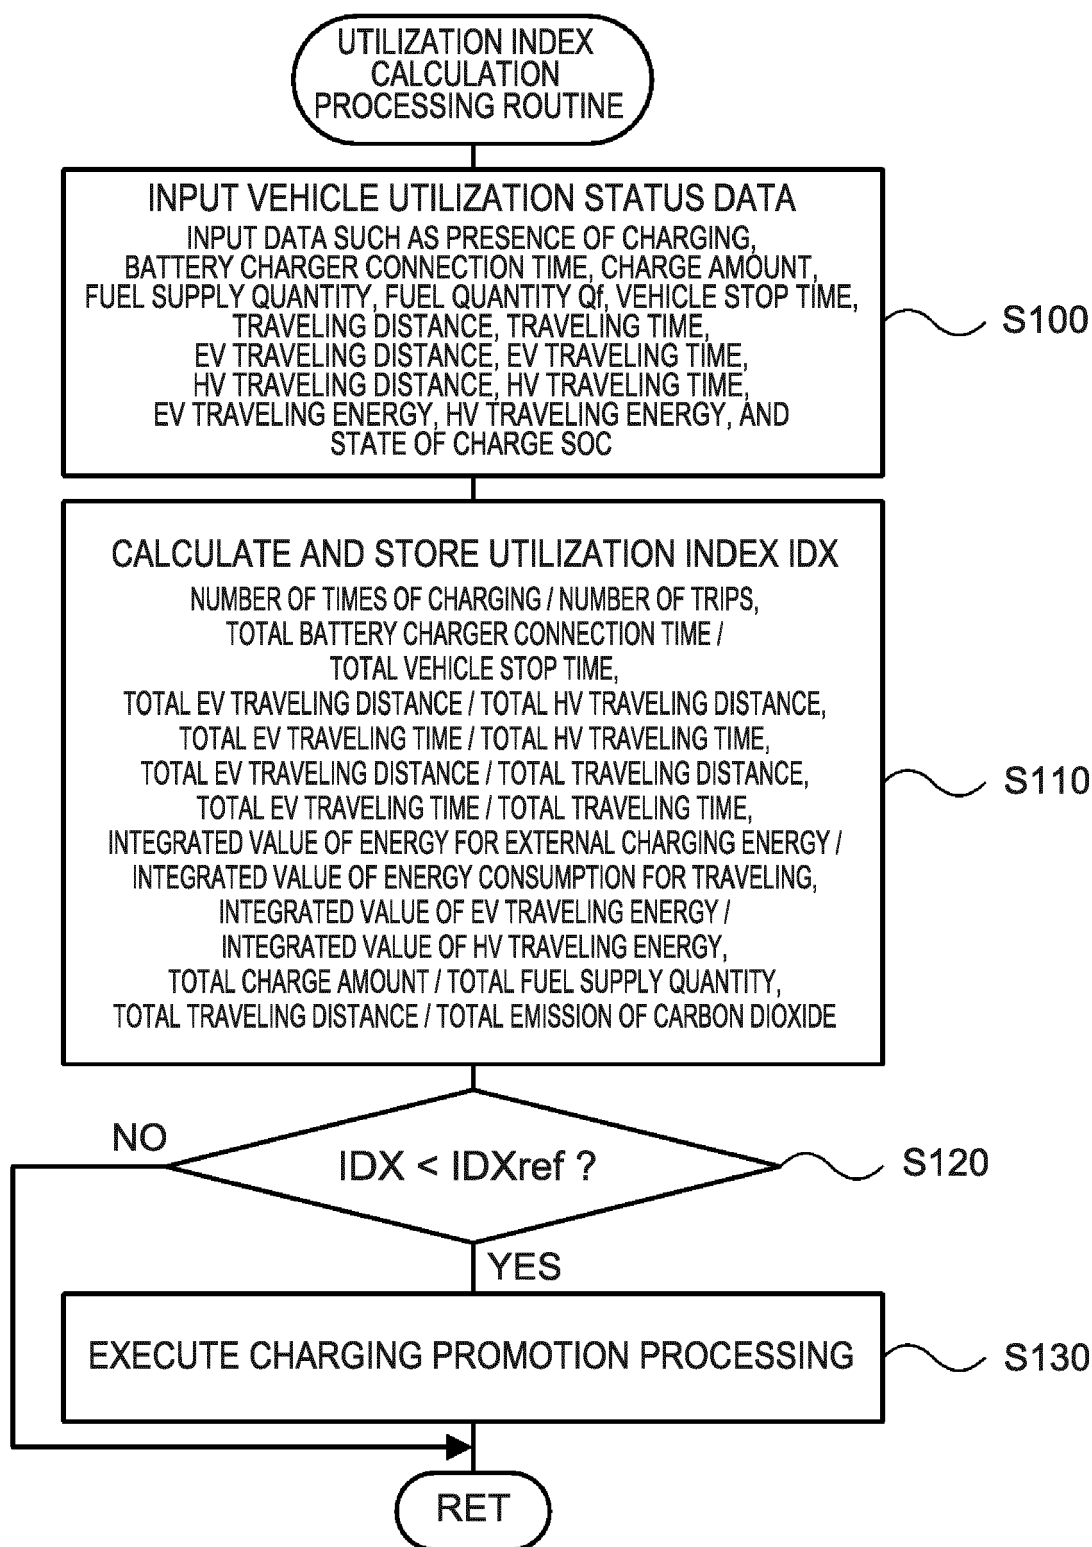 UTILIZATION INDEX
CALCULATION
PROCESSING ROUTINE
INPUT VEHICLE UTILIZATION STATUS DATA
INPUT DATA SUCH AS PRESENCE OF CHARGING,
BATTERY CHARGER CONNECTION TIME, CHARGE AMOUNT,
FUEL SUPPLY QUANTITY, FUEL QUANTITY Qf, VEHICLE STOP TIME,
TRAVELING DISTANCE, TRAVELING TIME,
EV TRAVELING DISTANCE, EV TRAVELING TIME,
HV TRAVELING DISTANCE, HV TRAVELING TIME,
EV TRAVELING ENERGY, HV TRAVELING ENERGY, AND
STATE OF CHARGE SOC
S100
CALCULATE AND STORE UTILIZATION INDEX IDX
NUMBER OF TIMES OF CHARGING / NUMBER OF TRIPS,
TOTAL BATTERY CHARGER CONNECTION TIME /
TOTAL VEHICLE STOP TIME,
TOTAL EV TRAVELING DISTANCE / TOTAL HV TRAVELING DISTANCE,
TOTAL EV TRAVELING TIME / TOTAL HV TRAVELING TIME,
TOTAL EV TRAVELING DISTANCE / TOTAL TRAVELING DISTANCE,
TOTAL EV TRAVELING TIME / TOTAL TRAVELING TIME,
INTEGRATED VALUE OF ENERGY FOR EXTERNAL CHARGING ENERGY /
INTEGRATED VALUE OF ENERGY CONSUMPTION FOR TRAVELING,
INTEGRATED VALUE OF EV TRAVELING ENERGY /
INTEGRATED VALUE OF HV TRAVELING ENERGY,
TOTAL CHARGE AMOUNT / TOTAL FUEL SUPPLY QUANTITY,
TOTAL TRAVELING DISTANCE / TOTAL EMISSION OF CARBON DIOXIDE
S110
NO
IDX < IDXref ?
S120
YES
EXECUTE CHARGING PROMOTION PROCESSING
S130
RET